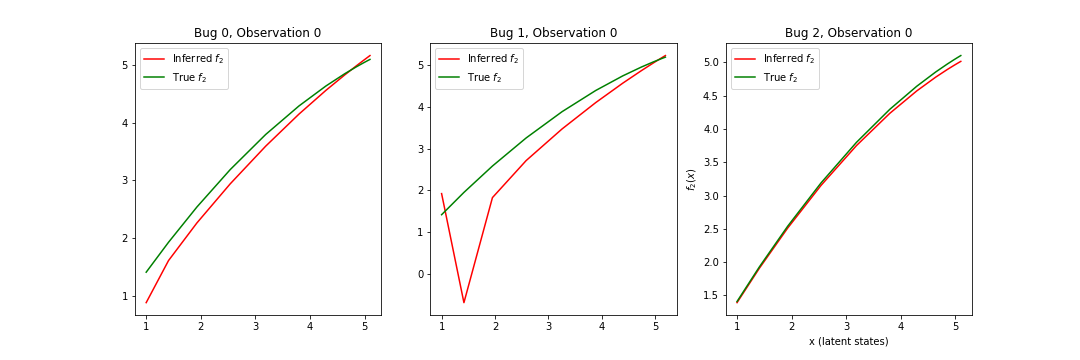 Bug 0, Observation 0
Inferred f₂
True f₂
5
4
3
2
1
1 2 3 4 5
Bug 1, Observation 0
Inferred f₂
True f₂
5
4
3
2
1
0
1 2 3 4 5
Bug 2, Observation 0
Inferred f₂
True f₂
f₂(x)
5.0
4.5
4.0
3.5
3.0
2.5
2.0
1.5
1 2 3 4 5
x (latent states)